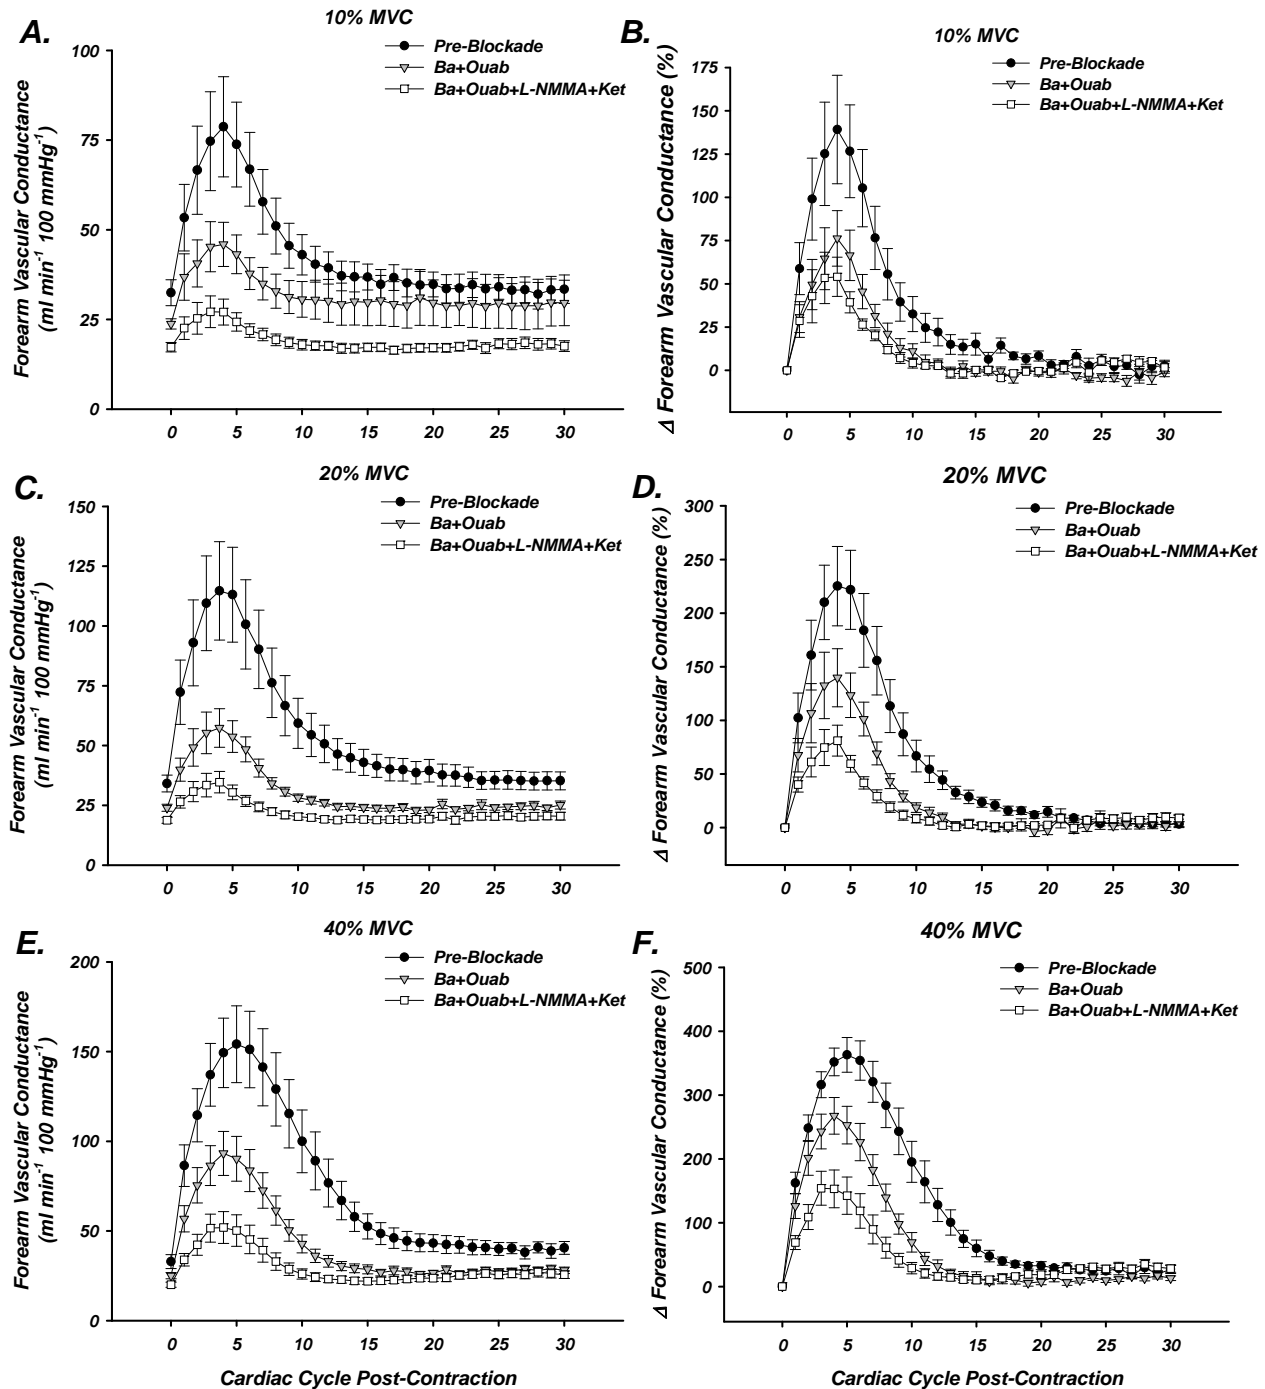 A.
10% MVC
Pre-Blockade
Ba+Ouab
Ba+Ouab+L-NMMA+Ket
Forearm Vascular Conductance
(ml min⁻¹ 100 mmHg⁻¹)
100
75
50
25
0
0 5 10 15 20 25 30
B.
10% MVC
Pre-Blockade
Ba+Ouab
Ba+Ouab+L-NMMA+Ket
Δ Forearm Vascular Conductance (%)
175
150
125
100
75
50
25
0
0 5 10 15 20 25 30
C.
20% MVC
Pre-Blockade
Ba+Ouab
Ba+Ouab+L-NMMA+Ket
Forearm Vascular Conductance
(ml min⁻¹ 100 mmHg⁻¹)
150
125
100
75
50
25
0
0 5 10 15 20 25 30
D.
20% MVC
Pre-Blockade
Ba+Ouab
Ba+Ouab+L-NMMA+Ket
Δ Forearm Vascular Conductance (%)
300
250
200
150
100
50
0
0 5 10 15 20 25 30
E.
40% MVC
Pre-Blockade
Ba+Ouab
Ba+Ouab+L-NMMA+Ket
Forearm Vascular Conductance
(ml min⁻¹ 100 mmHg⁻¹)
200
150
100
50
0
0 5 10 15 20 25 30
Cardiac Cycle Post-Contraction
F.
40% MVC
Pre-Blockade
Ba+Ouab
Ba+Ouab+L-NMMA+Ket
Δ Forearm Vascular Conductance (%)
500
400
300
200
100
0
0 5 10 15 20 25 30
Cardiac Cycle Post-Contraction